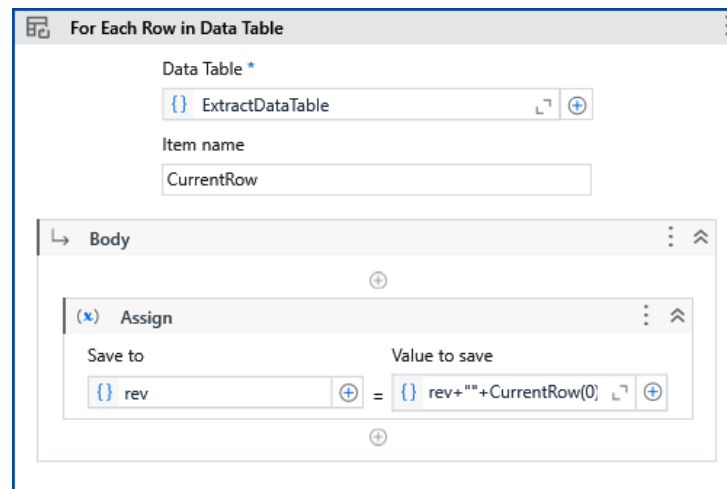 For Each Row in Data Table
Data Table *
{} ExtractDataTable
Item name
CurrentRow
Body
(x) Assign
Save to Value to save
{} rev = {} rev+""+CurrentRow(0)